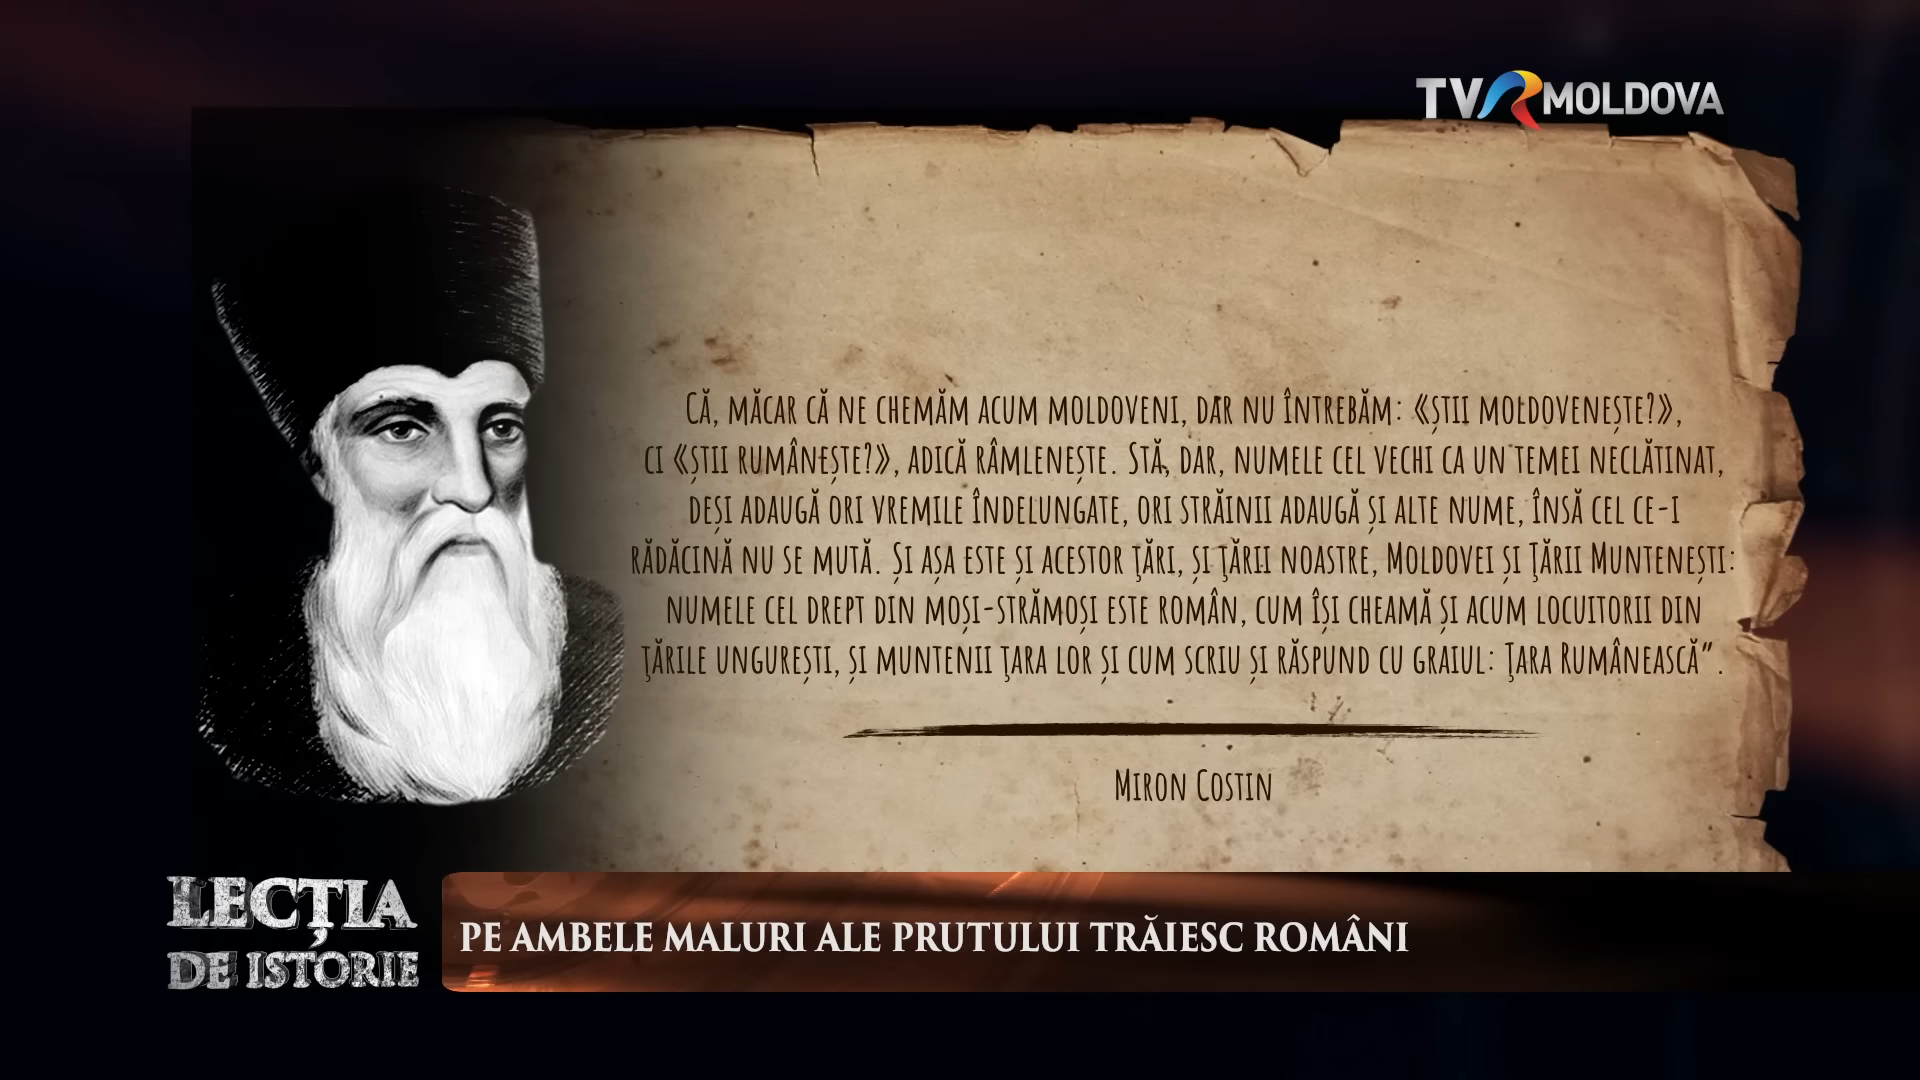 TVR MOLDOVA
Că, măcar că ne chemăm acum moldoveni, dar nu întrebăm: «știi moldovenește?»,
ci «știi rumânește?», adică râmlenește. Stă, dar, numele cel vechi ca un temei neclătinat,
deși adaugă ori vremile îndelungate, ori străinii adaugă și alte nume, însă cel ce-i
rădăcină nu se mută. Și așa este și acestor ţări, și ţării noastre, Moldovei și Ţării Muntenești:
numele cel drept din moși-strămoși este român, cum își cheamă și acum locuitorii din
ţările ungurești, și muntenii ţara lor și cum scriu și răspund cu graiul: Ţara Rumânească”.
Miron Costin
LECȚIA
DE ISTORIE
PE AMBELE MALURI ALE PRUTULUI TRĂIESC ROMÂNI